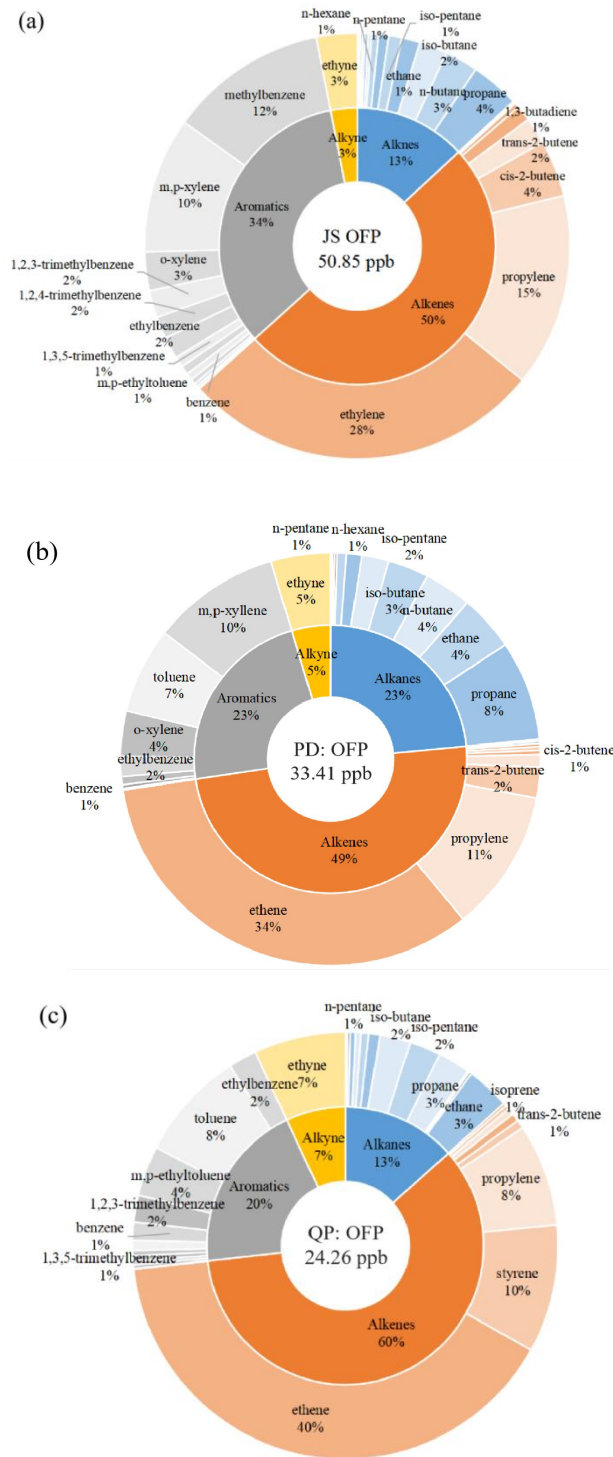 (a)
n-hexane
1%
n-pentane
1%
iso-pentane
1%
iso-butane
2%
ethyne
3%
ethane
1%
n-butane
3%
propane
4%
methylbenzene
12%
1,3-butadiene
1%
trans-2-butene
2%
cis-2-butene
4%
Alkyne
3%
Alknes
13%
m,p-xylene
10%
Aromatics
34%
JS OFP
50.85 ppb
o-xylene
3%
1,2,3-trimethylbenzene
2%
1,2,4-trimethylbenzene
2%
propylene
15%
Alkenes
50%
ethylbenzene
2%
1,3,5-trimethylbenzene
1%
m,p-ethyltoluene
1%
benzene
1%
ethylene
28%
(b)
n-pentane
1%
n-hexane
1%
iso-pentane
2%
ethyne
5%
iso-butane
3%
n-butane
4%
ethane
4%
m,p-xyllene
10%
propane
8%
Alkyne
5%
Alkanes
23%
toluene
7%
Aromatics
23%
o-xylene
4%
ethylbenzene
2%
benzene
1%
PD: OFP
33.41 ppb
cis-2-butene
1%
trans-2-butene
2%
Alkenes
49%
propylene
11%
ethene
34%
(c)
n-pentane
1%
iso-butane
2%
iso-pentane
2%
ethyne
7%
ethylbenzene
2%
propane
3%
ethane
3%
isoprene
1%
trans-2-butene
1%
toluene
8%
Alkyne
7%
Alkanes
13%
m,p-ethyltoluene
4%
Aromatics
20%
1,2,3-trimethylbenzene
2%
benzene
1%
1,3,5-trimethylbenzene
1%
QP: OFP
24.26 ppb
propylene
8%
styrene
10%
Alkenes
60%
ethene
40%